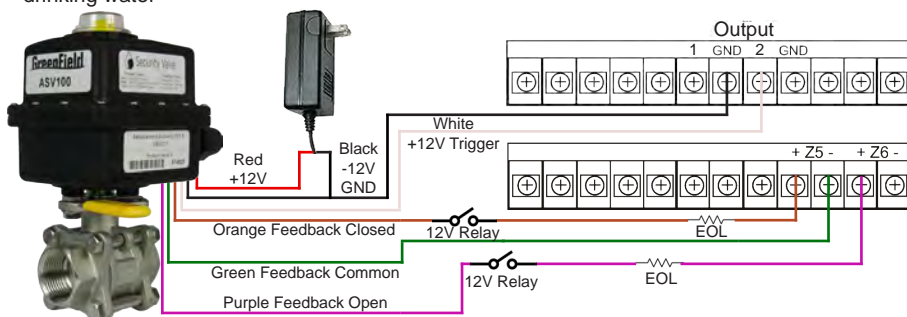 drinking water
GreenField
ASV100
Security Valve
Output
1 GND 2 GND
White
+12V Trigger
Black
-12V
GND
Red
+12V
+ Z5 - + Z6 -
Orange Feedback Closed
12V Relay
EOL
Green Feedback Common
12V Relay
EOL
Purple Feedback Open